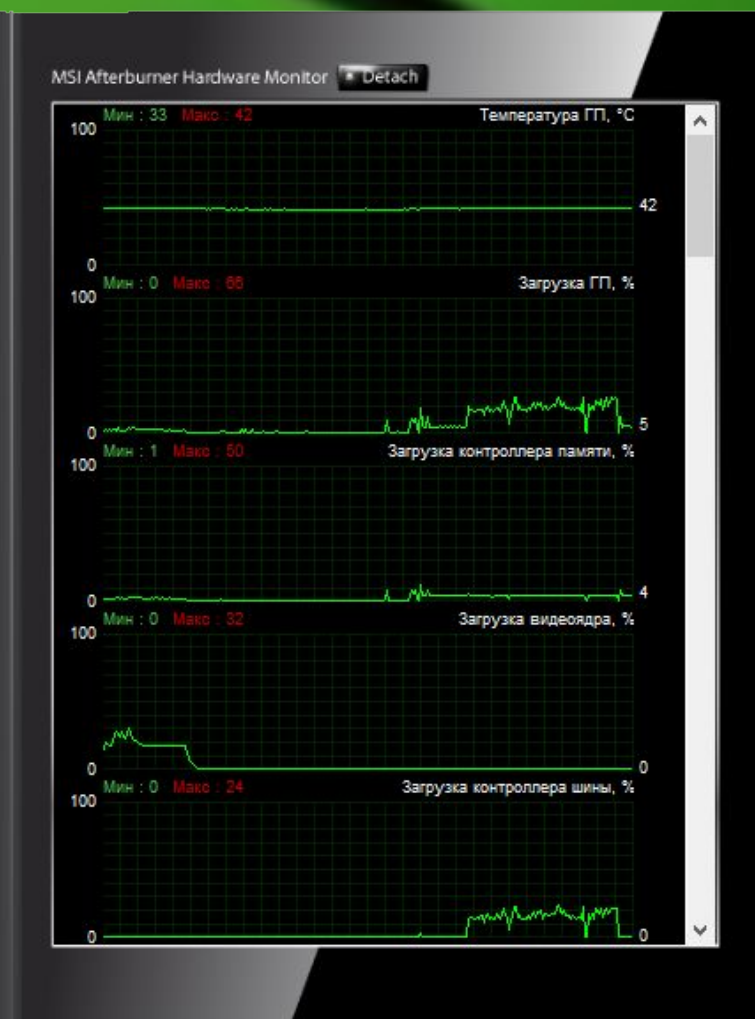 MSI Afterburner Hardware Monitor Detach
Мин : 33 Макс : 42 Температура ГП, °C
100
42
0
Мин : 0 Макс : 66 Загрузка ГП, %
100
5
0
Мин : 1 Макс : 50 Загрузка контроллера памяти, %
100
4
0
Мин : 0 Макс : 32 Загрузка видеоядра, %
100
0 0
Мин : 0 Макс : 24 Загрузка контроллера шины, %
100
0 0